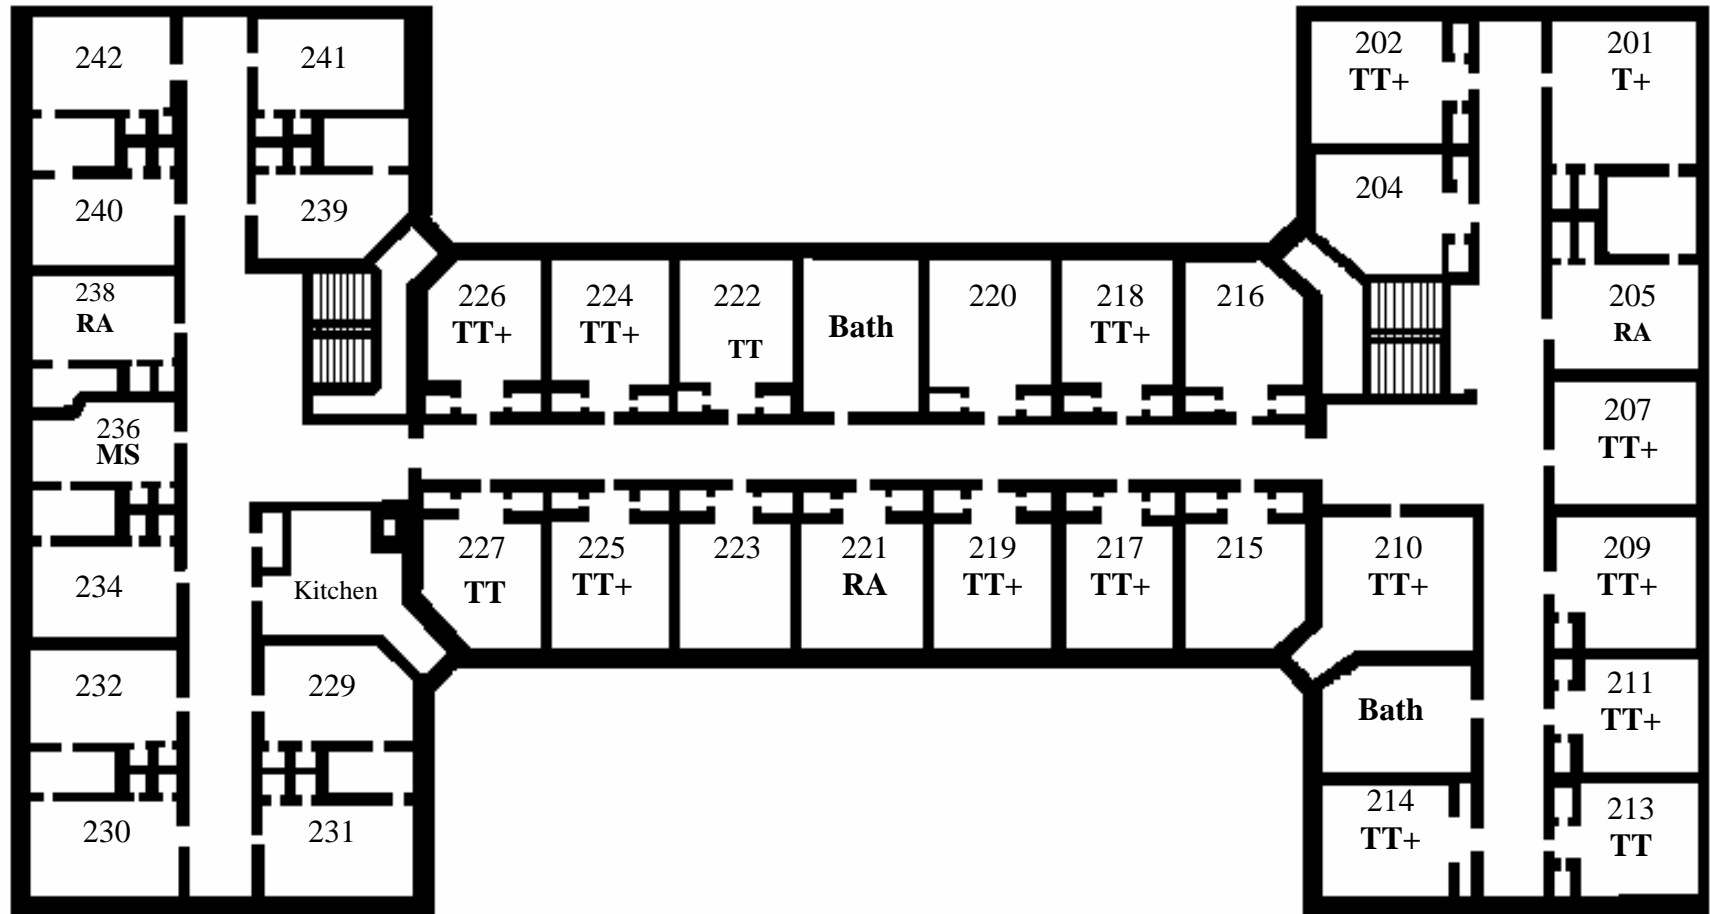 242
241
240
239
238
RA
236
MS
234
Kitchen
232
229
230
231
226
TT+
224
TT+
222
TT
Bath
220
218
TT+
216
227
TT
225
TT+
223
221
RA
219
TT+
217
TT+
215
202
TT+
201
T+
204
205
RA
207
TT+
210
TT+
209
TT+
Bath
211
TT+
214
TT+
213
TT